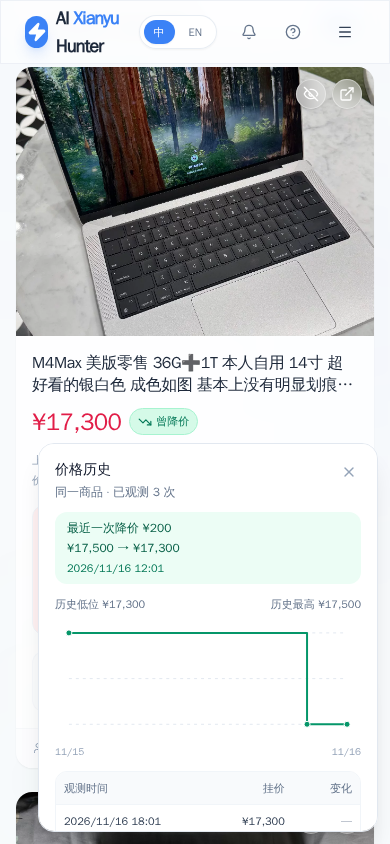 AI Xianyu
Hunter
中
EN
M4Max 美版零售 36G➕1T 本人自用 14寸 超
好看的银白色 成色如图 基本上没有明显划痕…
¥17,300
曾降价
价格历史
同一商品 · 已观测 3 次
最近一次降价 ¥200
¥17,500 → ¥17,300
2026/11/16 12:01
历史低位 ¥17,300
历史最高 ¥17,500
11/15
11/16
观测时间
挂价
变化
2026/11/16 18:01
¥17,300
—